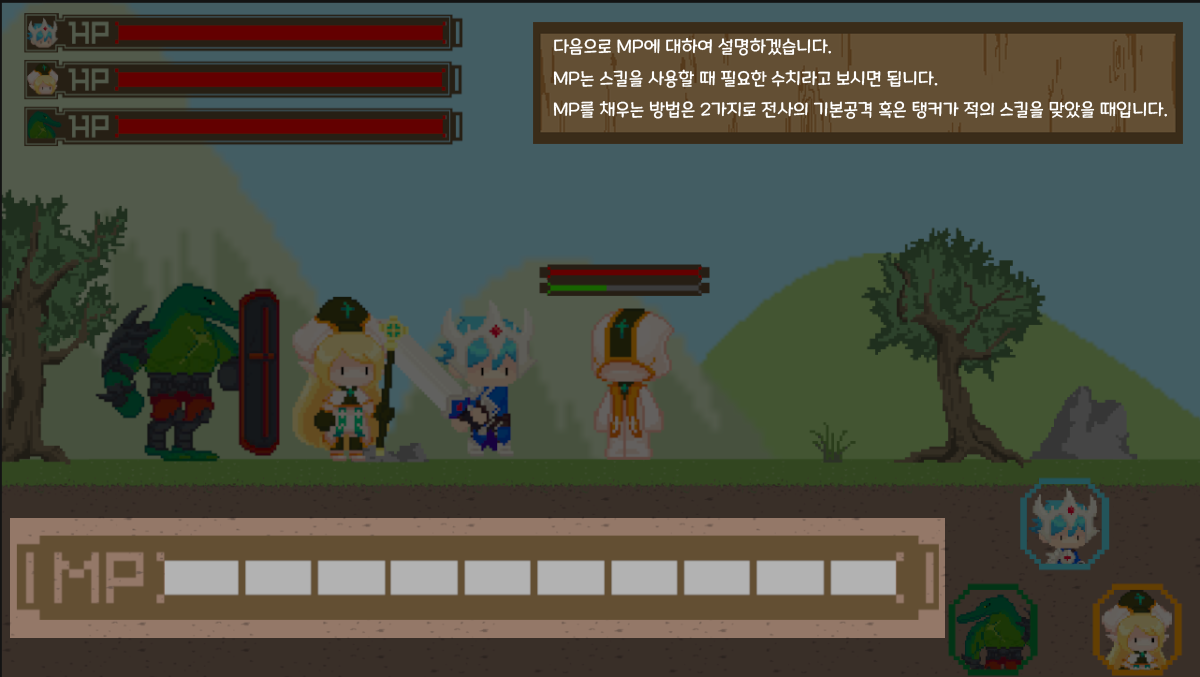 HP
HP
HP
다음으로 MP에 대하여 설명하겠습니다.
MP는 스킬을 사용할 때 필요한 수치라고 보시면 됩니다.
MP를 채우는 방법은 2가지로 전사의 기본공격 혹은 탱커가 적의 스킬을 맞았을 때입니다.
MP